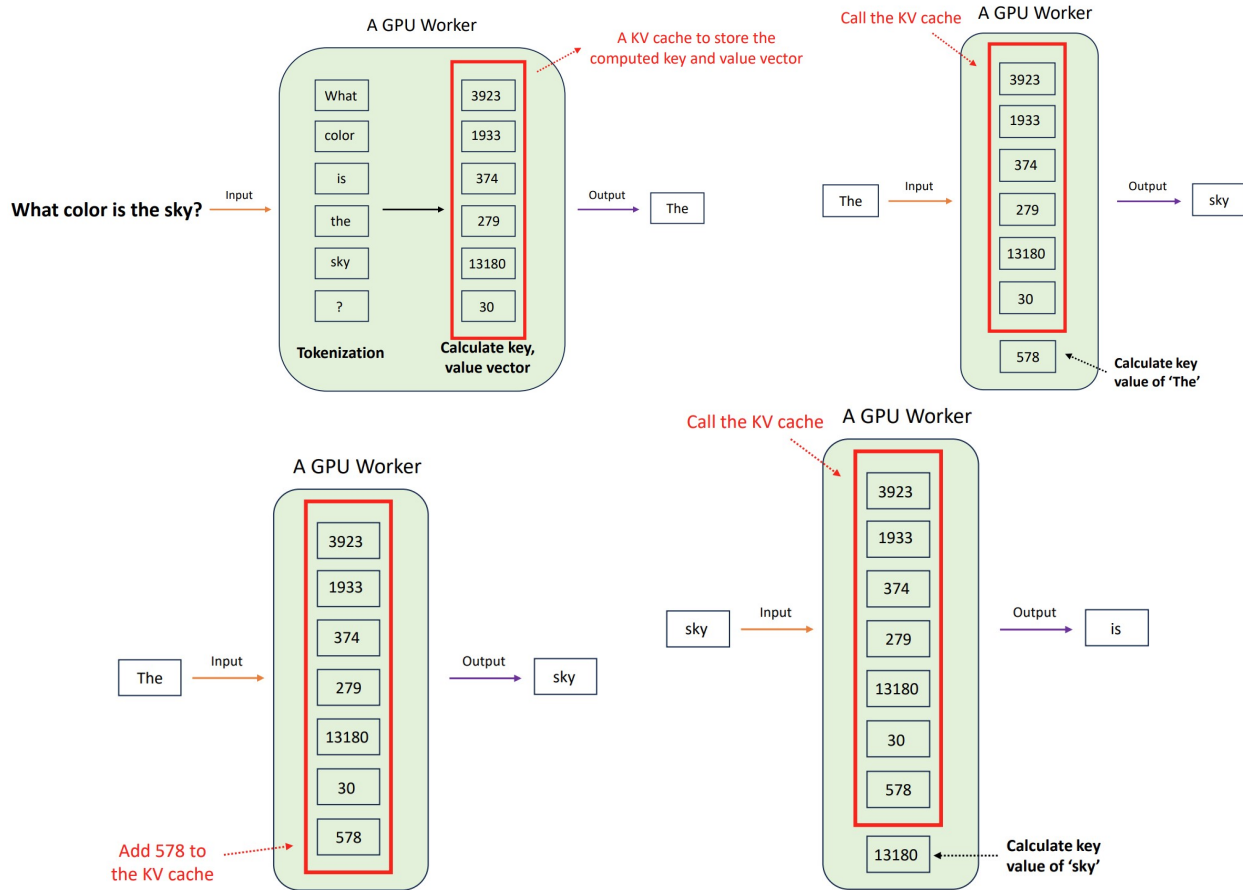 A GPU Worker
A KV cache to store the
computed key and value vector
What
color
is
the
sky
?
3923
1933
374
279
13180
30
What color is the sky?
Input
Output
The
Tokenization
Calculate key,
value vector
A GPU Worker
Call the KV cache
3923
1933
374
279
13180
30
578
The
Input
Output
sky
Calculate key
value of ‘The’
A GPU Worker
3923
1933
374
279
13180
30
578
The
Input
Output
sky
Add 578 to
the KV cache
A GPU Worker
Call the KV cache
3923
1933
374
279
13180
30
578
13180
sky
Input
Output
is
Calculate key
value of ‘sky’